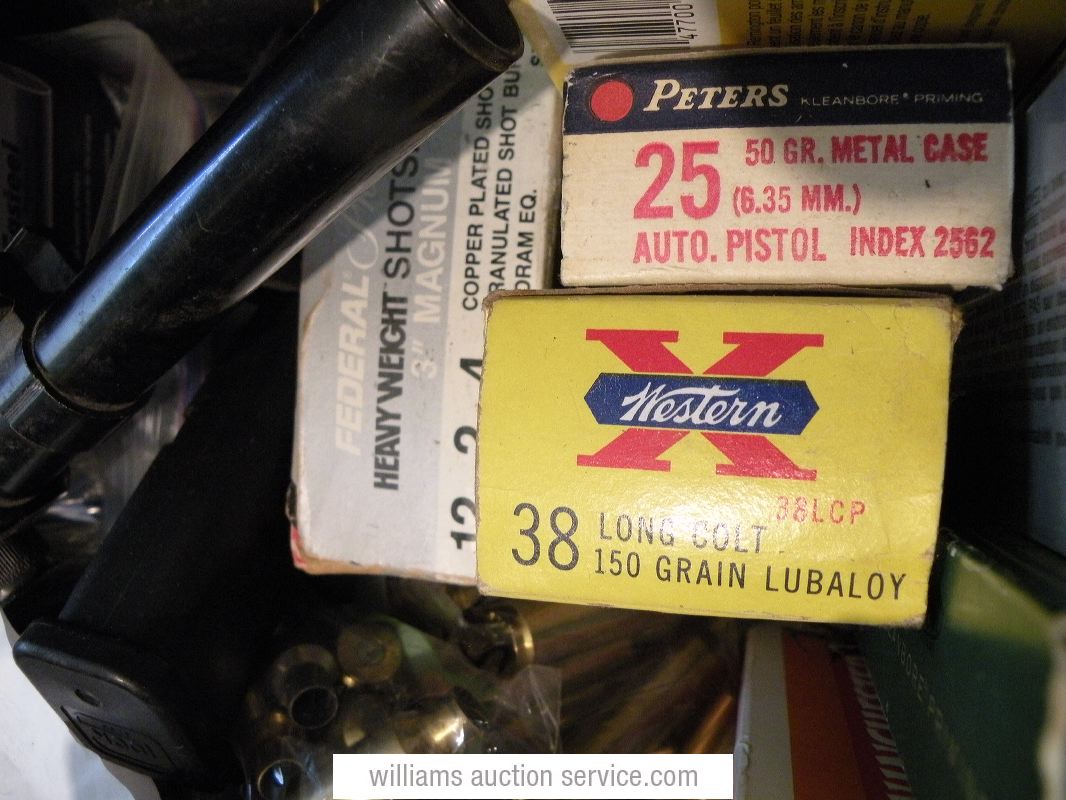 47700
PETERS KLEANBORE® PRIMING
25 50 GR. METAL CASE
(6.35 MM.)
AUTO. PISTOL INDEX 2562
FEDERAL®
HEAVYWEIGHT SHOTS
3" MAGNUM
COPPER PLATED SHO
RANULATED SHOT BU
DRAM EQ.
12 2 4
Western
X
38LCP
38 LONG COLT
150 GRAIN LUBALOY
williams auction service.com